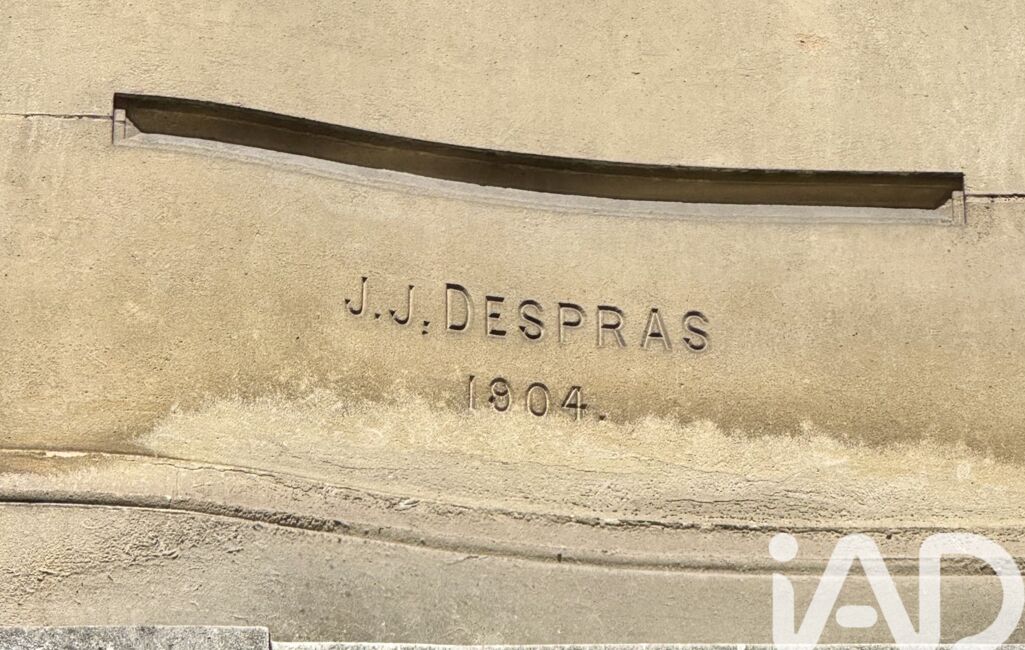 J.J. DESPRAS
1904.
iAD